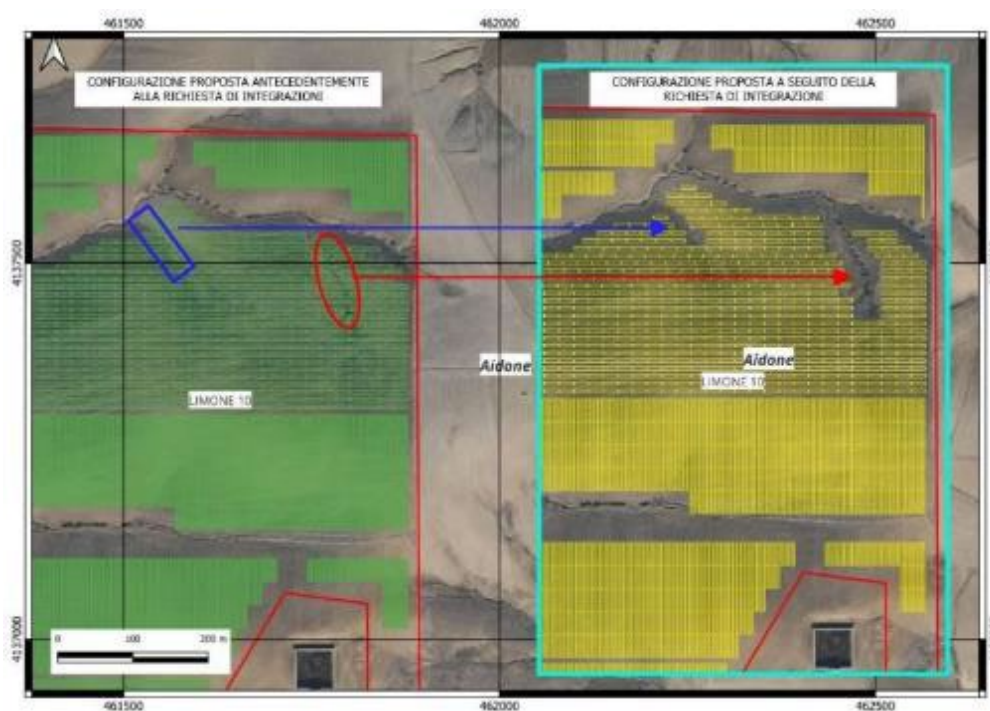 461500
462000
462500
CONFIGURAZIONE PROPOSTA ANTECEDENTEMENTE
ALLA RICHIESTA DI INTEGRAZIONI
CONFIGURAZIONE PROPOSTA A SEGUITO DELLA
RICHIESTA DI INTEGRAZIONI
4137500
Aidone
Aidone
LIMONE 10
LIMONE 10
4137000
0 100 200 m
461500
462000
462500